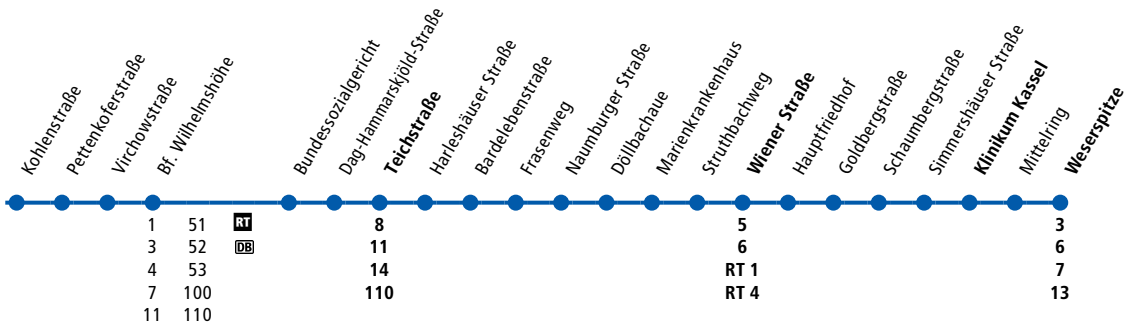 Kohlenstraße
Pettenkoferstraße
Virchowstraße
Bf. Wilhelmshöhe
Bundessozialgericht
Dag-Hammarskjöld-Straße
Teichstraße
Harleshäuser Straße
Bardelebenstraße
Frasenweg
Naumburger Straße
Döllbachaue
Marienkrankenhaus
Struthbachweg
Wiener Straße
Hauptfriedhof
Goldbergstraße
Schaumbergstraße
Simmershäuser Straße
Klinikum Kassel
Mittelring
Weserspitze
1 51 RT 8 5 3
3 52 DB 11 6 6
4 53 14 RT 1 7
7 100 110 RT 4 13
11 110